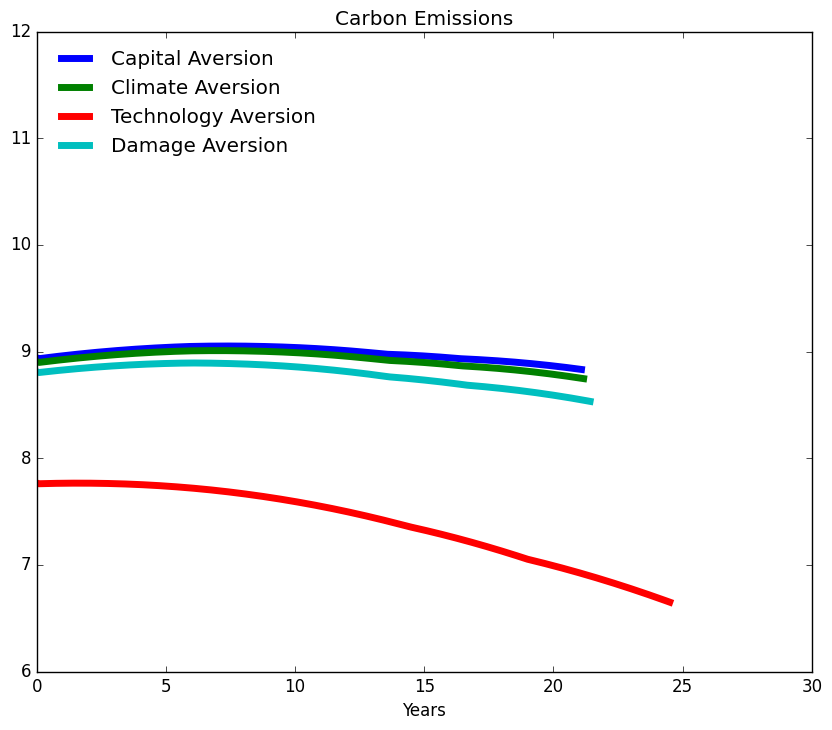 Carbon Emissions
12
Capital Aversion
Climate Aversion
Technology Aversion
Damage Aversion
11
10
9
8
7
6
0 5 10 15 20 25 30
Years